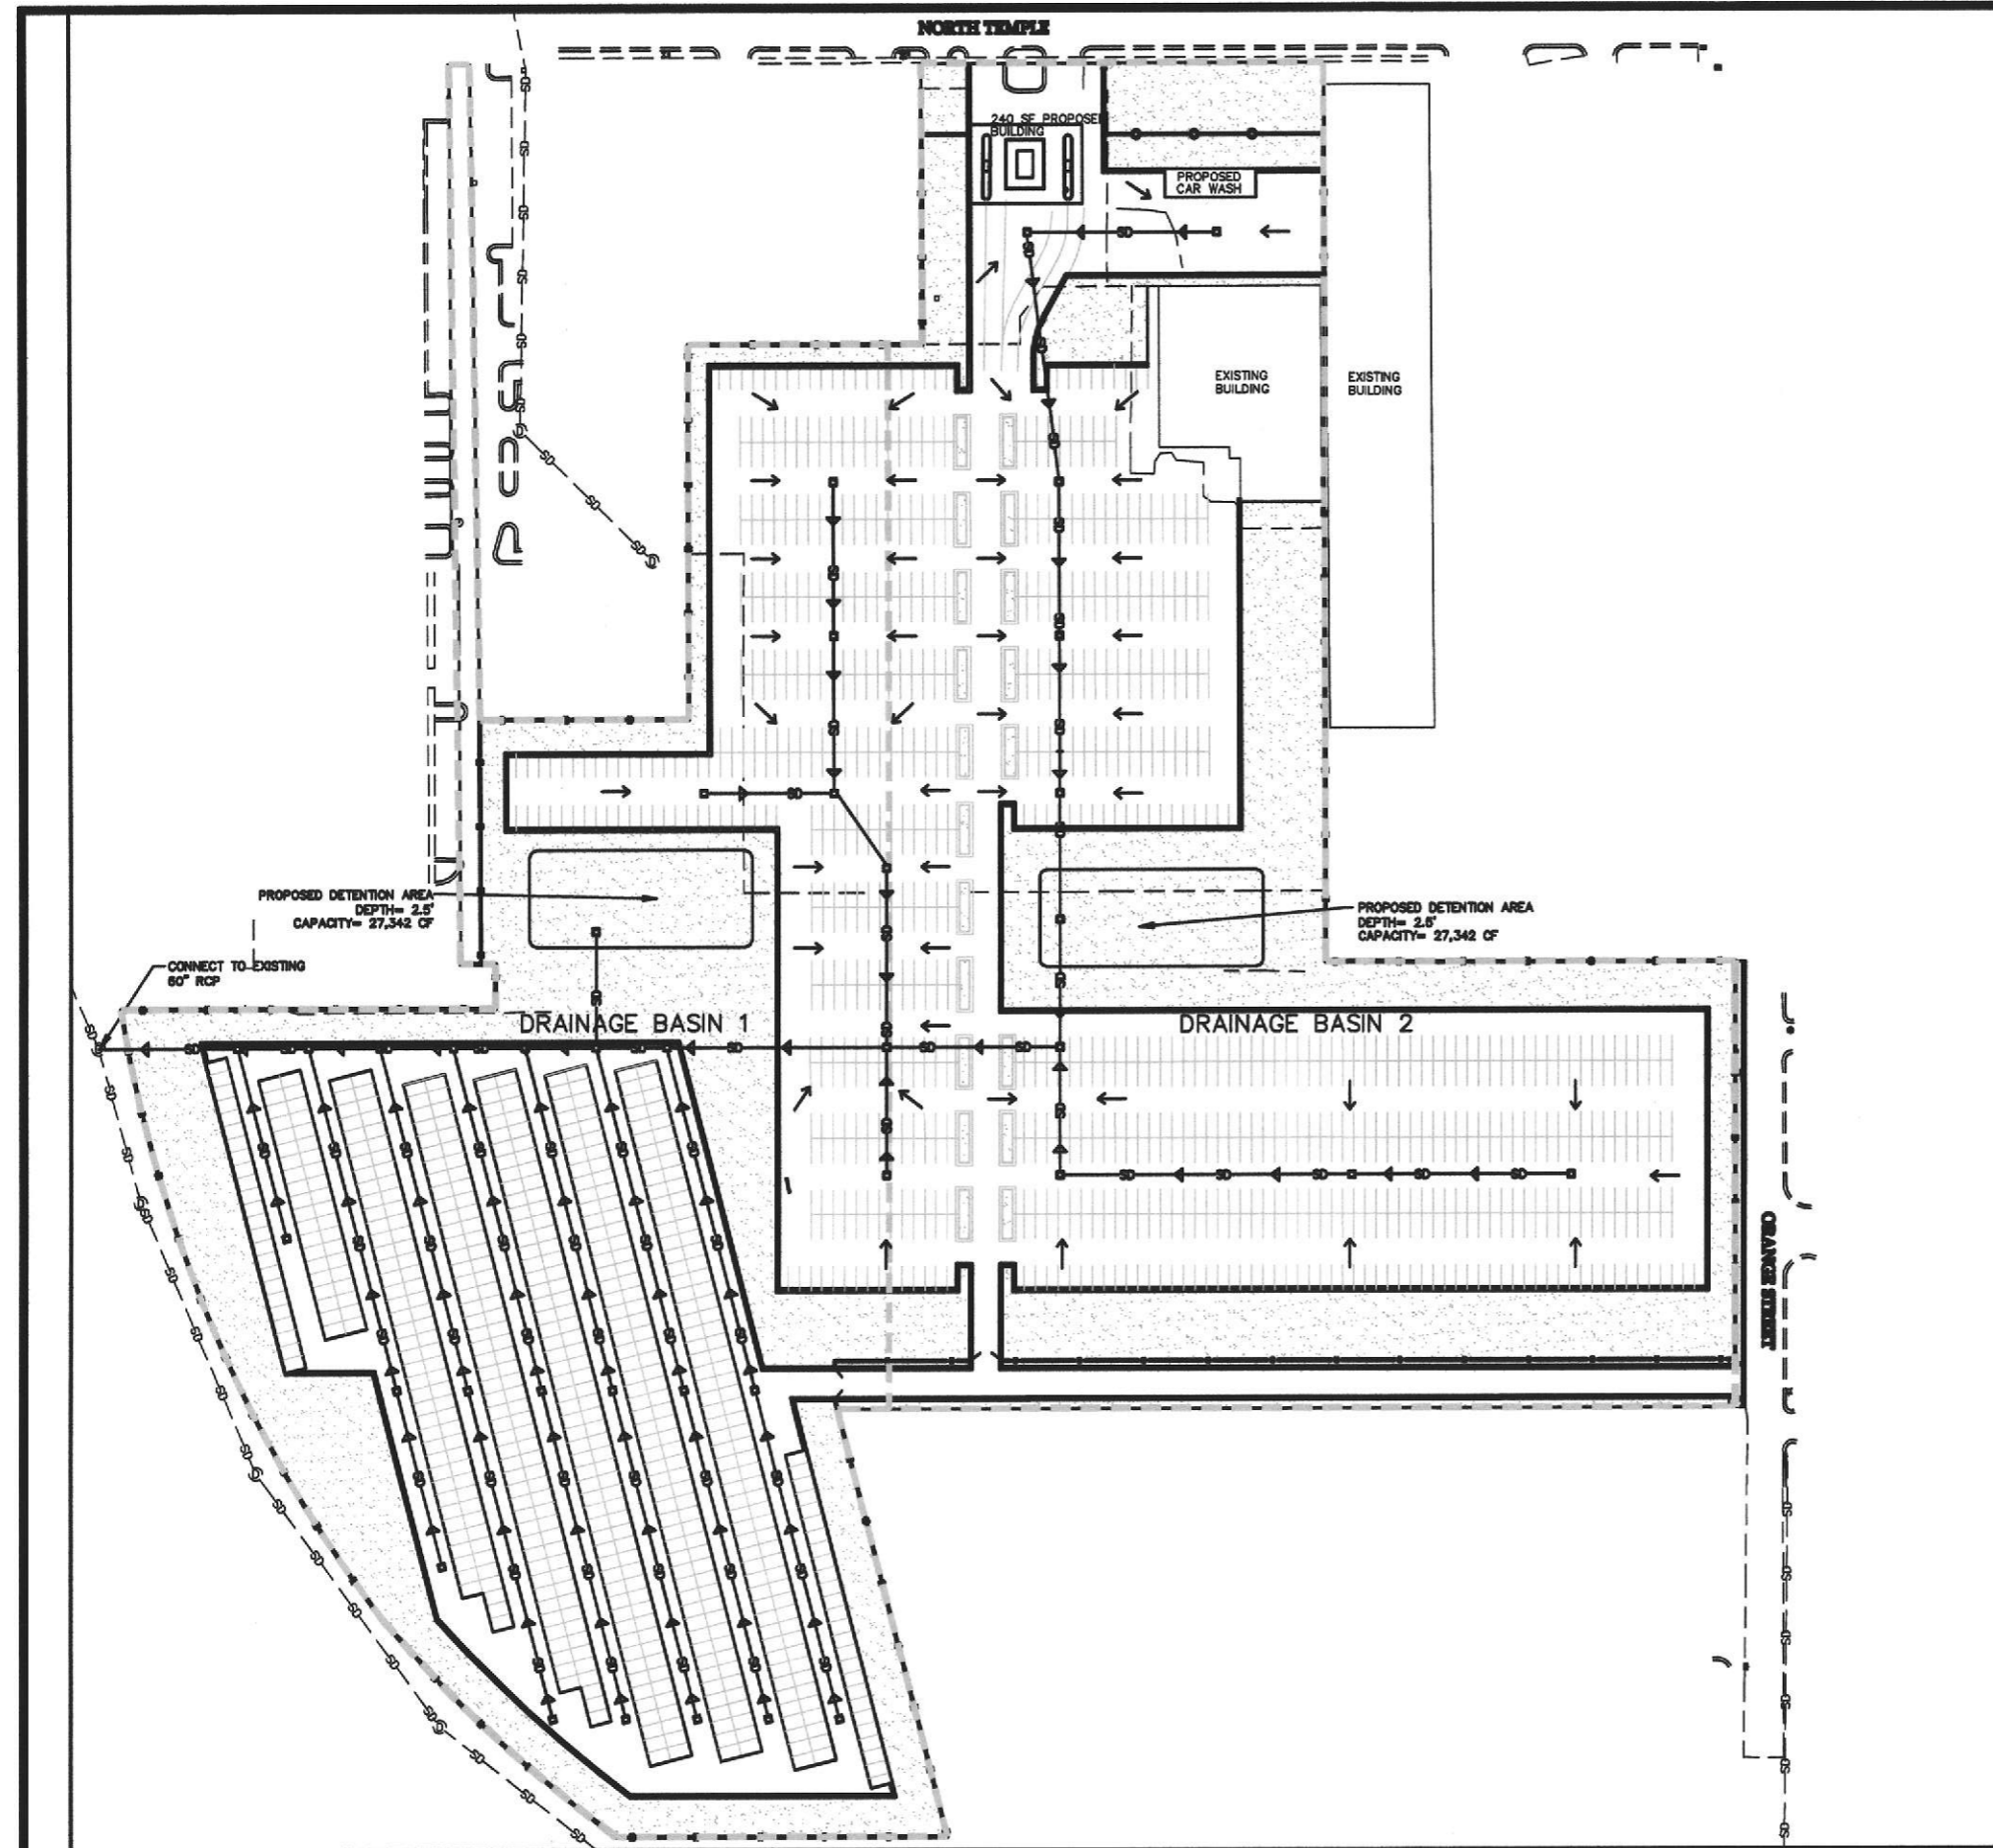 NORTH TEMPLE
240 SF PROPOSED
BUILDING
PROPOSED
CAR WASH
EXISTING
BUILDING
EXISTING
BUILDING
PROPOSED DETENTION AREA
DEPTH= 2.5'
CAPACITY= 27,342 CF
PROPOSED DETENTION AREA
DEPTH= 2.5'
CAPACITY= 27,342 CF
CONNECT TO EXISTING
60" RCP
DRAINAGE BASIN 1
DRAINAGE BASIN 2
ORANGE STREET